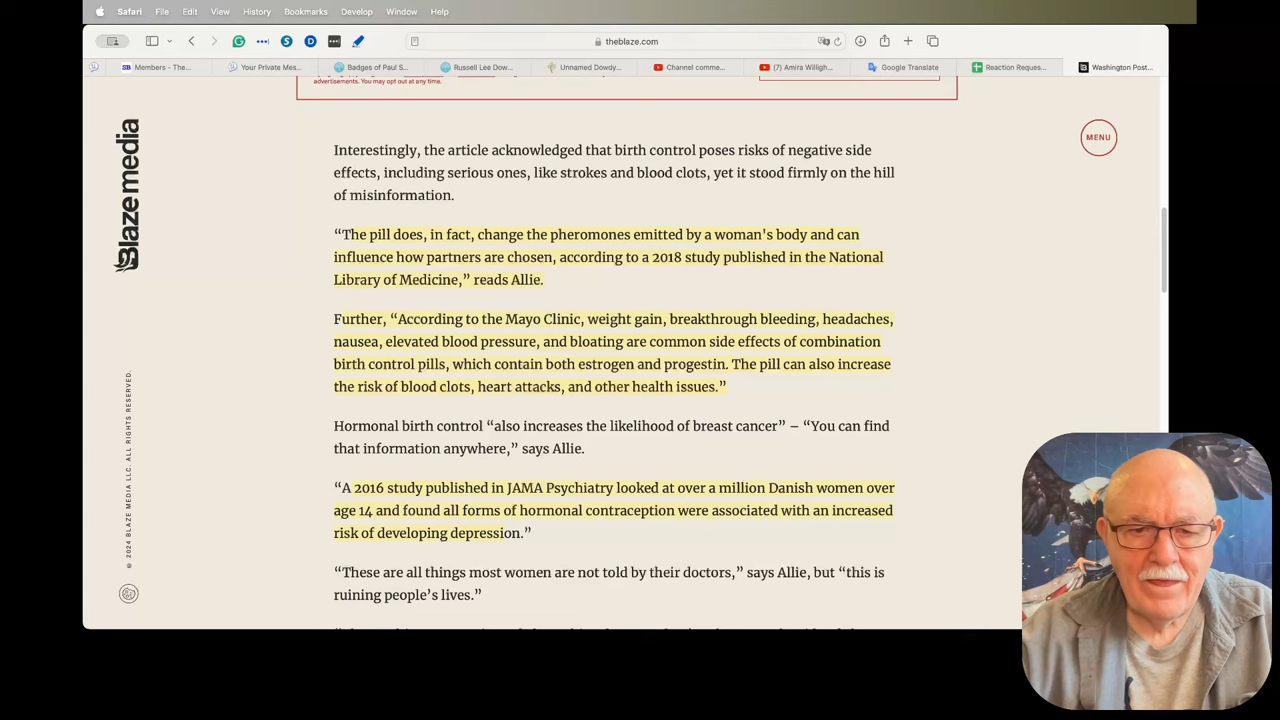 Safari File Edit View History Bookmarks Develop Window Help
theblaze.com
Members - The... Your Private Mes... Badges of Paul S... Russell Lee Dow... Unnamed Dowdy... Channel comme... (7) Amira Willigh... Google Translate Reaction Reques... Washington Post...
advertisements. You may opt out at any time.
MENU
Blaze media
© 2024 BLAZE MEDIA LLC. ALL RIGHTS RESERVED.
Interestingly, the article acknowledged that birth control poses risks of negative side
effects, including serious ones, like strokes and blood clots, yet it stood firmly on the hill
of misinformation.
“The pill does, in fact, change the pheromones emitted by a woman's body and can
influence how partners are chosen, according to a 2018 study published in the National
Library of Medicine,” reads Allie.
Further, “According to the Mayo Clinic, weight gain, breakthrough bleeding, headaches,
nausea, elevated blood pressure, and bloating are common side effects of combination
birth control pills, which contain both estrogen and progestin. The pill can also increase
the risk of blood clots, heart attacks, and other health issues.”
Hormonal birth control “also increases the likelihood of breast cancer” – “You can find
that information anywhere,” says Allie.
“A 2016 study published in JAMA Psychiatry looked at over a million Danish women over
age 14 and found all forms of hormonal contraception were associated with an increased
risk of developing depression.”
“These are all things most women are not told by their doctors,” says Allie, but “this is
ruining people’s lives.”